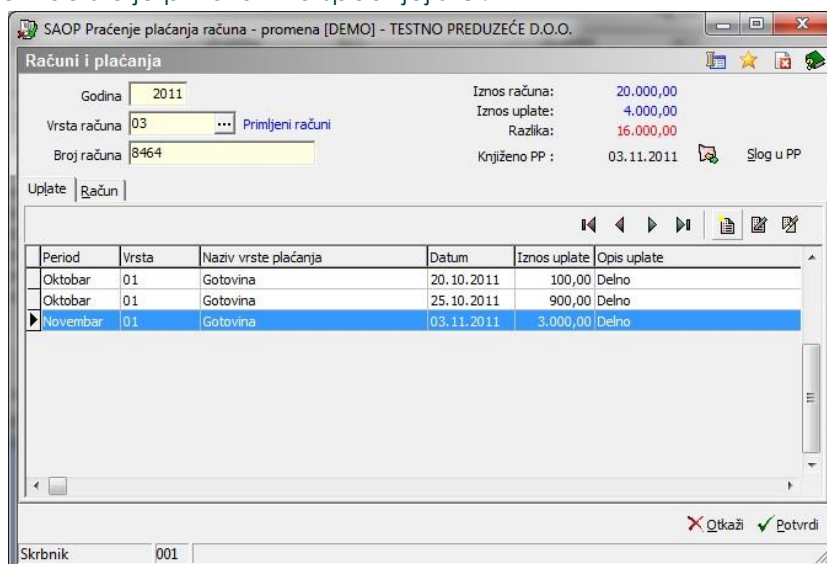 SAOP Praćenje plaćanja računa - promena [DEMO] - TESTNO PREDUZEĆE D.O.O.
Računi i plaćanja
Godina 2011
Iznos računa: 20.000,00
Iznos uplate: 4.000,00
Vrsta računa 03 ... Primljeni računi
Razlika: 16.000,00
Broj računa 8464
Knjiženo PP : 03.11.2011 Slog u PP
Uplate Račun
Period Vrsta Naziv vrste plaćanja Datum Iznos uplate Opis uplate
Oktobar 01 Gotovina 20.10.2011 100,00 Delno
Oktobar 01 Gotovina 25.10.2011 900,00 Delno
Novembar 01 Gotovina 03.11.2011 3.000,00 Delno
Otkaži Potvrdi
Skrbnik 001